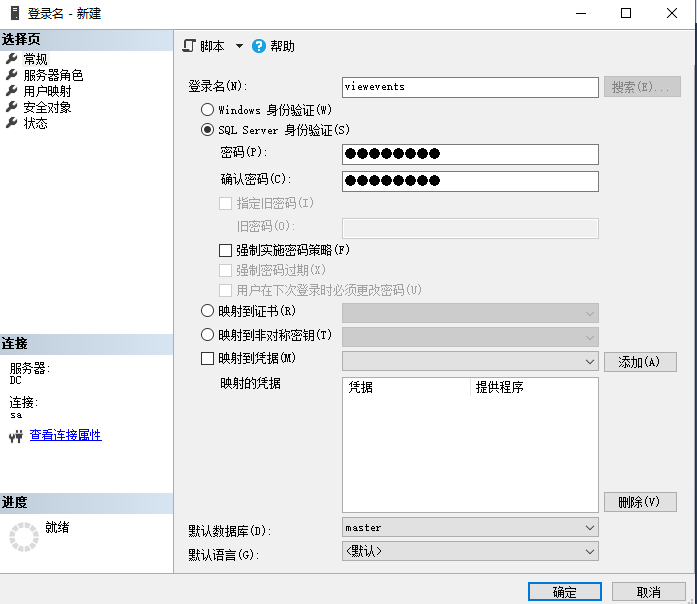 登录名 - 新建
选择页
常规
服务器角色
用户映射
安全对象
状态
连接
服务器:
DC
连接:
sa
查看连接属性
进度
就绪
脚本 帮助
登录名(N): viewevents 搜索(E)...
Windows 身份验证(W)
SQL Server 身份验证(S)
密码(P): ●●●●●●●●
确认密码(C): ●●●●●●●●
指定旧密码(I)
旧密码(O):
强制实施密码策略(F)
强制密码过期(X)
用户在下次登录时必须更改密码(U)
映射到证书(R)
映射到非对称密钥(T)
映射到凭据(M) 添加(A)
映射的凭据 凭据 提供程序
删除(V)
默认数据库(D): master
默认语言(G): <默认>
确定 取消